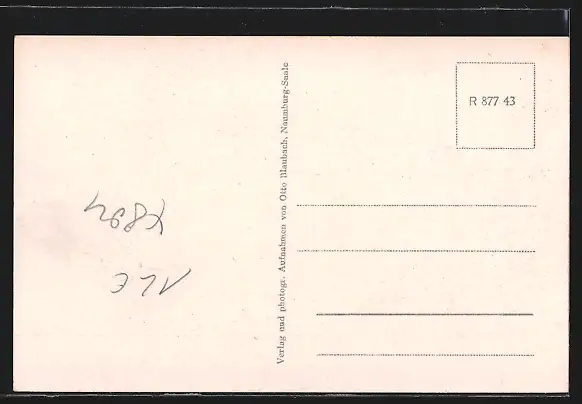 R 877 43
Verlag und photogr. Aufnahmen von Otto Blaubach, Naumburg-Saale